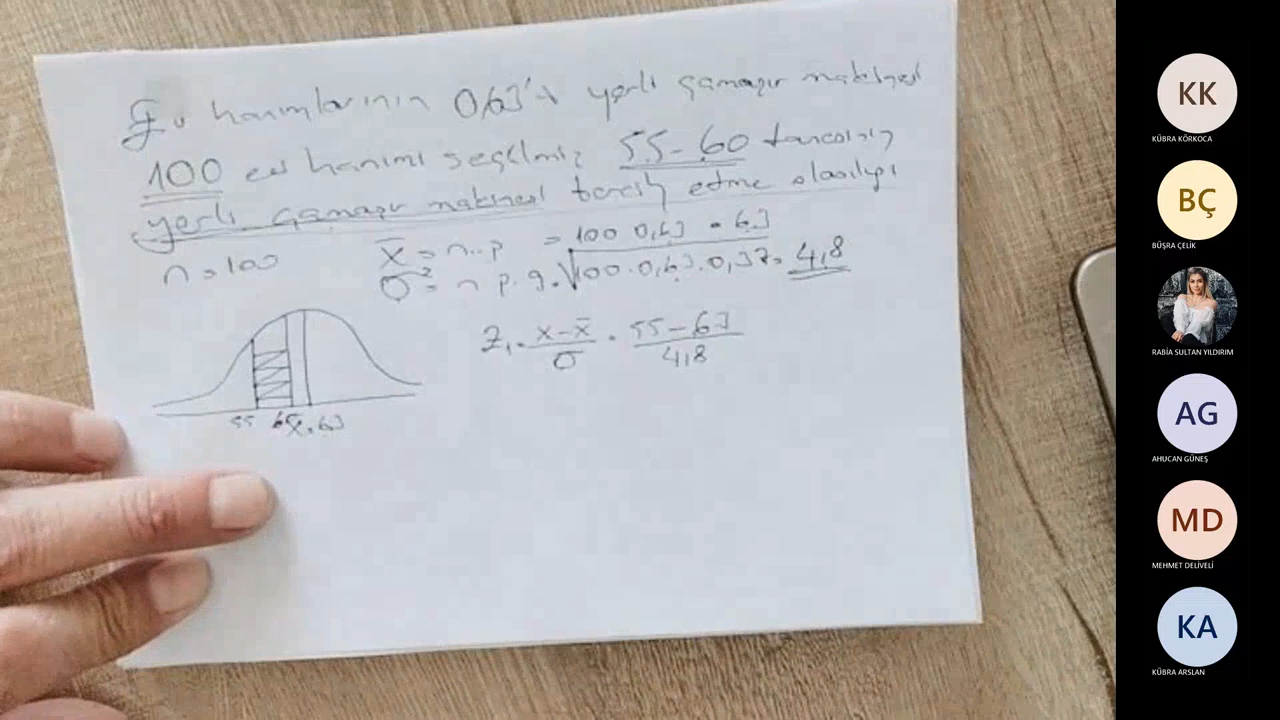 Ev hanımlarının 0,63'ü yerli çamaşır makinesi
100 ev hanımı seçilmiş 55-60 tanesinin
yerli çamaşır makinesi tercih etme olasılığı
n = 100
x̄ = n.p = 100 0,63 = 63
σ² = n p.q = √100.0,63.0,37 = 4,8
Z₁ = x-x̄ / σ = 55-63 / 4,8
55 60 x̄=63
KK
KÜBRA KÖRKOCA
BÇ
BÜŞRA ÇELİK
RABİA SULTAN YILDIRIM
AG
AHUCAN GÜNEŞ
MD
MEHMET DELİVELİ
KA
KÜBRA ARSLAN